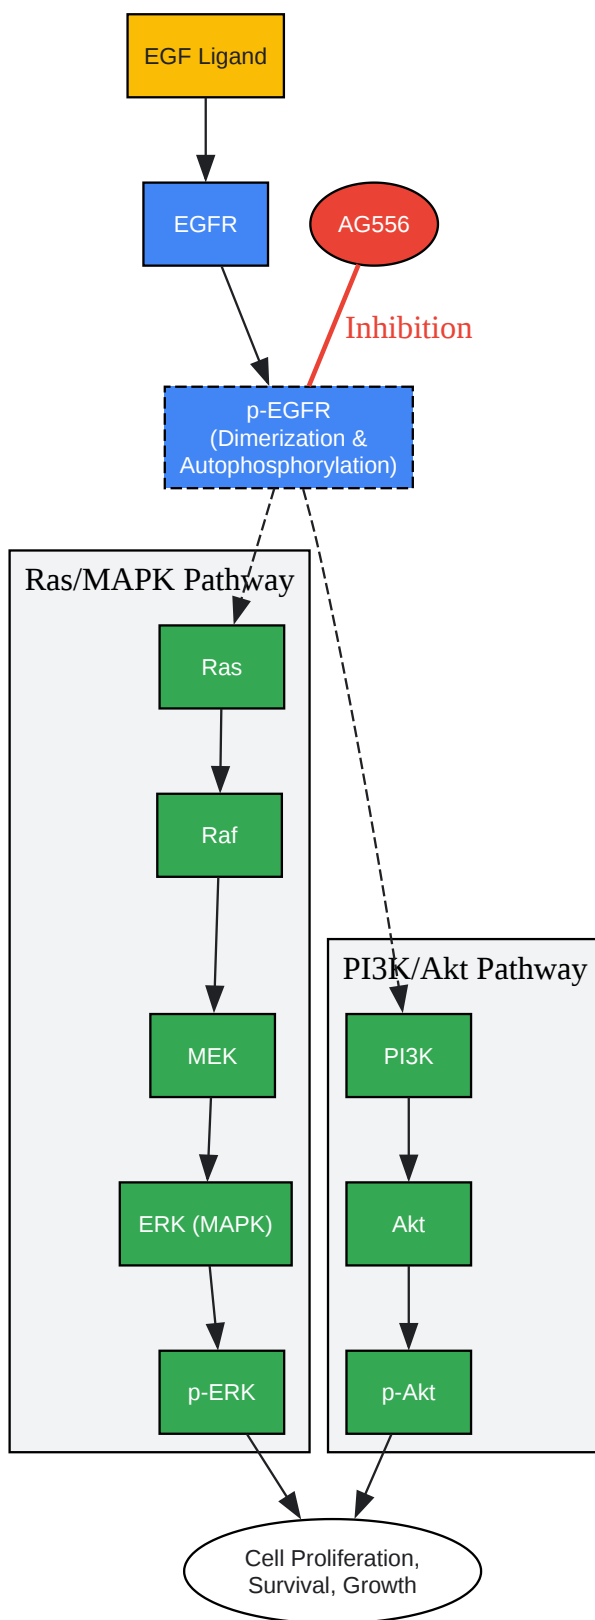 EGF Ligand
EGFR
AG556
Inhibition
p-EGFR
(Dimerization &
Autophosphorylation)
Ras/MAPK Pathway
Ras
Raf
PI3K/Akt Pathway
MEK
PI3K
ERK (MAPK)
Akt
p-ERK
p-Akt
Cell Proliferation,
Survival, Growth